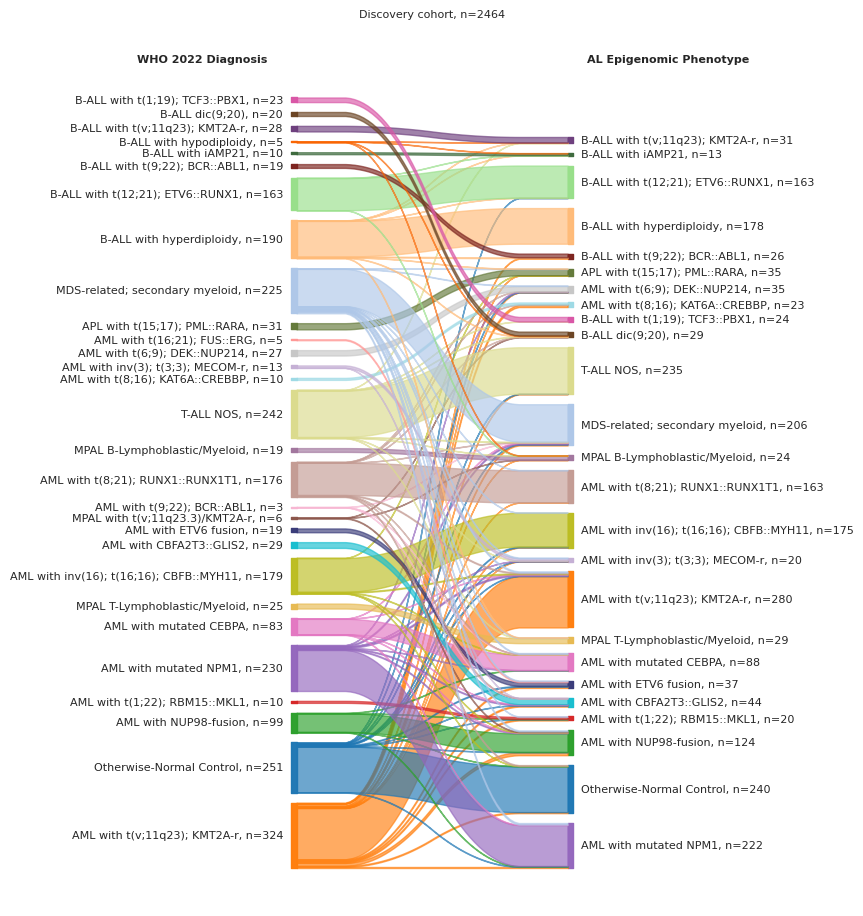 Discovery cohort, n=2464
WHO 2022 Diagnosis
B-ALL with t(1;19); TCF3::PBX1, n=23
B-ALL dic(9;20), n=20
B-ALL with t(v;11q23); KMT2A-r, n=28
B-ALL with hypodiploidy, n=5
B-ALL with iAMP21, n=10
B-ALL with t(9;22); BCR::ABL1, n=19
B-ALL with t(12;21); ETV6::RUNX1, n=163
B-ALL with hyperdiploidy, n=190
MDS-related; secondary myeloid, n=225
APL with t(15;17); PML::RARA, n=31
AML with t(16;21); FUS::ERG, n=5
AML with t(6;9); DEK::NUP214, n=27
AML with inv(3); t(3;3); MECOM-r, n=13
AML with t(8;16); KAT6A::CREBBP, n=10
T-ALL NOS, n=242
MPAL B-Lymphoblastic/Myeloid, n=19
AML with t(8;21); RUNX1::RUNX1T1, n=176
AML with t(9;22); BCR::ABL1, n=3
MPAL with t(v;11q23.3)/KMT2A-r, n=6
AML with ETV6 fusion, n=19
AML with CBFA2T3::GLIS2, n=29
AML with inv(16); t(16;16); CBFB::MYH11, n=179
MPAL T-Lymphoblastic/Myeloid, n=25
AML with mutated CEBPA, n=83
AML with mutated NPM1, n=230
AML with t(1;22); RBM15::MKL1, n=10
AML with NUP98-fusion, n=99
Otherwise-Normal Control, n=251
AML with t(v;11q23); KMT2A-r, n=324
AL Epigenomic Phenotype
B-ALL with t(v;11q23); KMT2A-r, n=31
B-ALL with iAMP21, n=13
B-ALL with t(12;21); ETV6::RUNX1, n=163
B-ALL with hyperdiploidy, n=178
B-ALL with t(9;22); BCR::ABL1, n=26
APL with t(15;17); PML::RARA, n=35
AML with t(6;9); DEK::NUP214, n=35
AML with t(8;16); KAT6A::CREBBP, n=23
B-ALL with t(1;19); TCF3::PBX1, n=24
B-ALL dic(9;20), n=29
T-ALL NOS, n=235
MDS-related; secondary myeloid, n=206
MPAL B-Lymphoblastic/Myeloid, n=24
AML with t(8;21); RUNX1::RUNX1T1, n=163
AML with inv(16); t(16;16); CBFB::MYH11, n=175
AML with inv(3); t(3;3); MECOM-r, n=20
AML with t(v;11q23); KMT2A-r, n=280
MPAL T-Lymphoblastic/Myeloid, n=29
AML with mutated CEBPA, n=88
AML with ETV6 fusion, n=37
AML with CBFA2T3::GLIS2, n=44
AML with t(1;22); RBM15::MKL1, n=20
AML with NUP98-fusion, n=124
Otherwise-Normal Control, n=240
AML with mutated NPM1, n=222